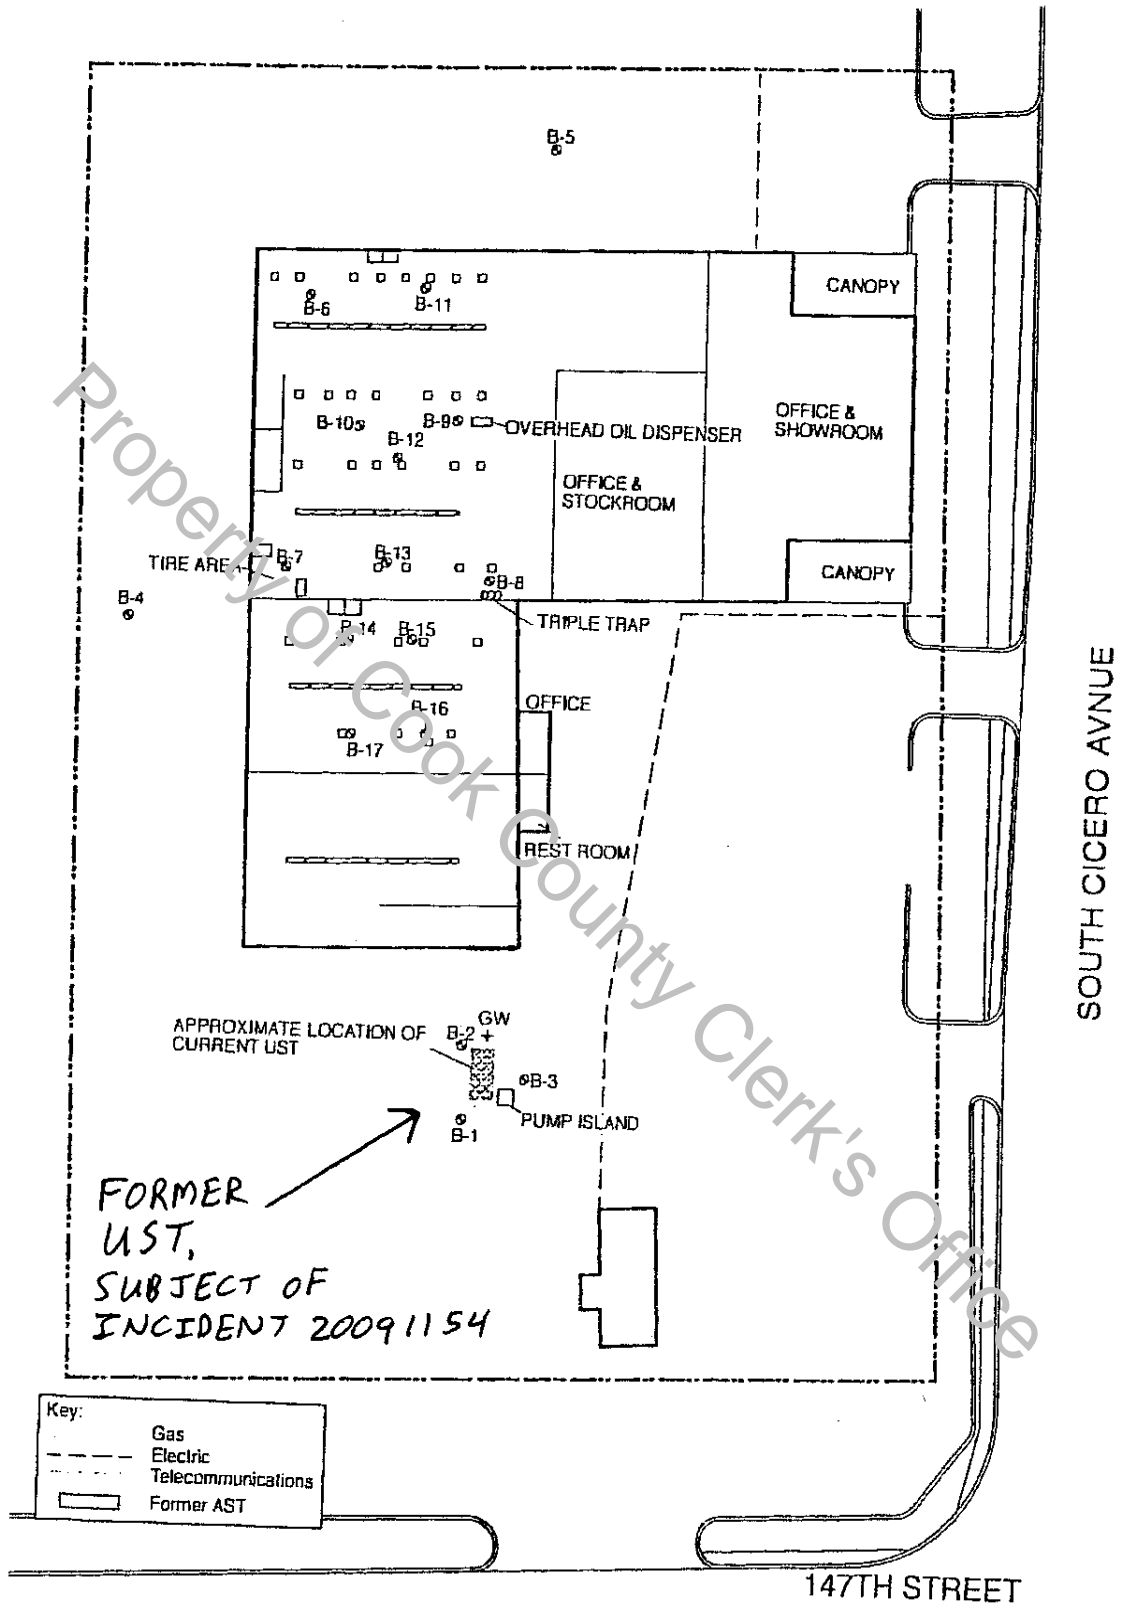 B-5
CANOPY
B-6
B-11
B-10
B-9
OVERHEAD OIL DISPENSER
B-12
OFFICE &
SHOWROOM
OFFICE &
STOCKROOM
B-7
B-13
TIRE AREA
B-8
CANOPY
B-4
TRIPLE TRAP
B-14
B-15
OFFICE
B-16
B-17
REST ROOM
SOUTH CICERO AVNUE
GW
APPROXIMATE LOCATION OF
CURRENT UST
B-2
B-3
PUMP ISLAND
B-1
FORMER
UST,
SUBJECT OF
INCIDENT 20091154
Key:
Gas
Electric
Telecommunications
Former AST
147TH STREET
Property of Cook County Clerk's Office